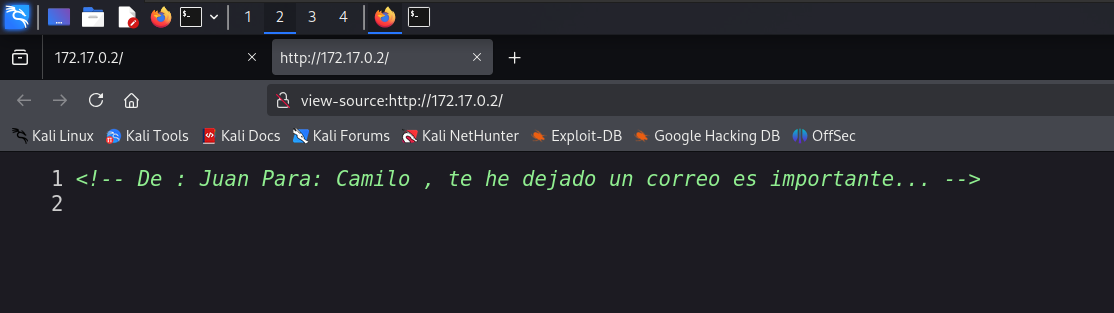 1 2 3 4
172.17.0.2/ http://172.17.0.2/
view-source:http://172.17.0.2/
Kali Linux Kali Tools Kali Docs Kali Forums Kali NetHunter Exploit-DB Google Hacking DB OffSec
1 <!-- De : Juan Para: Camilo , te he dejado un correo es importante... -->
2